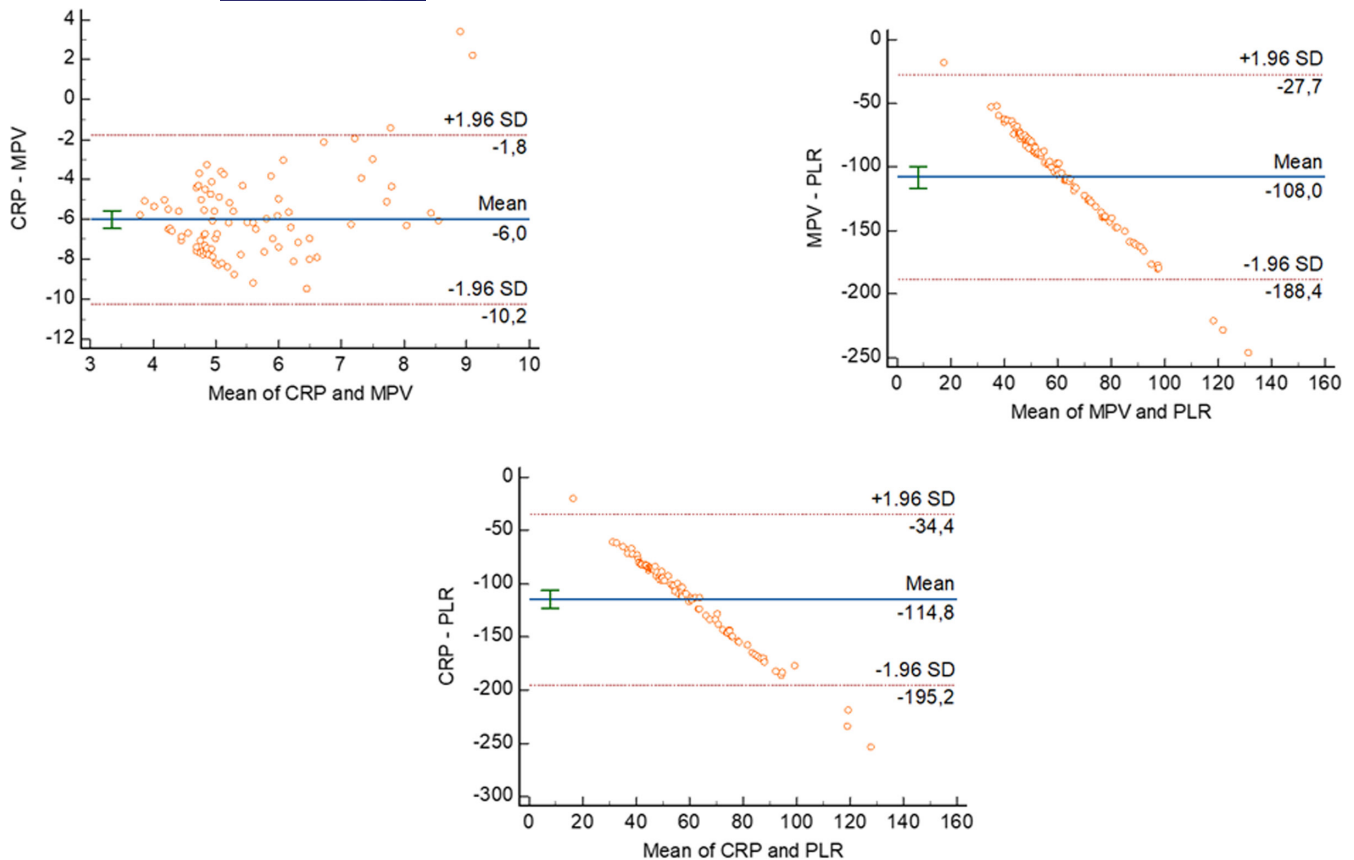 CRP - MPV
4
2
0
-2
-4
-6
-8
-10
-12
+1.96 SD
-1,8
Mean
-6,0
-1.96 SD
-10,2
3 4 5 6 7 8 9 10
Mean of CRP and MPV
MPV - PLR
0
-50
-100
-150
-200
-250
+1.96 SD
-27,7
Mean
-108,0
-1.96 SD
-188,4
0 20 40 60 80 100 120 140 160
Mean of MPV and PLR
CRP - PLR
0
-50
-100
-150
-200
-250
-300
+1.96 SD
-34,4
Mean
-114,8
-1.96 SD
-195,2
0 20 40 60 80 100 120 140 160
Mean of CRP and PLR